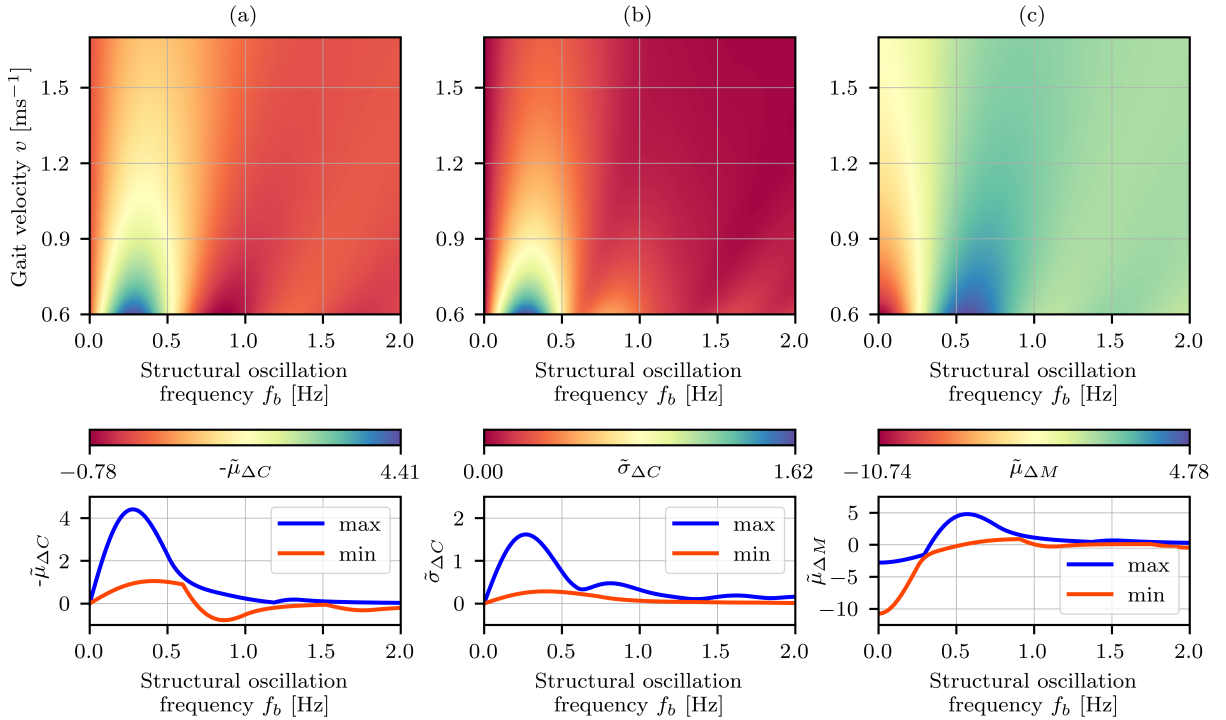 (a)
(b)
(c)
Gait velocity v [ms⁻¹]
1.5
1.2
0.9
0.6
0.0 0.5 1.0 1.5 2.0
Structural oscillation
frequency f_b [Hz]
1.5
1.2
0.9
0.6
0.0 0.5 1.0 1.5 2.0
Structural oscillation
frequency f_b [Hz]
1.5
1.2
0.9
0.6
0.0 0.5 1.0 1.5 2.0
Structural oscillation
frequency f_b [Hz]
−0.78 -μ̃_ΔC 4.41
0.00 σ̃_ΔC 1.62
−10.74 μ̃_ΔM 4.78
-μ̃_ΔC
4
2
0
max
min
0.0 0.5 1.0 1.5 2.0
Structural oscillation
frequency f_b [Hz]
σ̃_ΔC
2
1
0
max
min
0.0 0.5 1.0 1.5 2.0
Structural oscillation
frequency f_b [Hz]
μ̃_ΔM
5
0
−5
−10
max
min
0.0 0.5 1.0 1.5 2.0
Structural oscillation
frequency f_b [Hz]